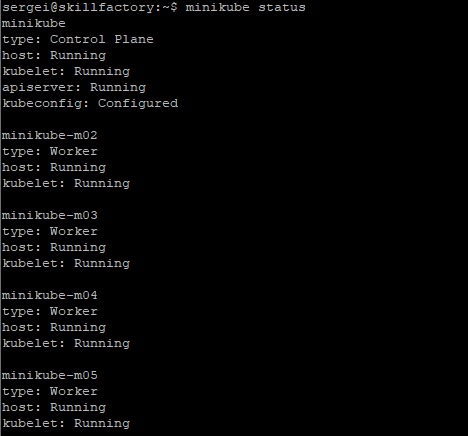 sergei@skillfactory:~$ minikube status
minikube
type: Control Plane
host: Running
kubelet: Running
apiserver: Running
kubeconfig: Configured

minikube-m02
type: Worker
host: Running
kubelet: Running

minikube-m03
type: Worker
host: Running
kubelet: Running

minikube-m04
type: Worker
host: Running
kubelet: Running

minikube-m05
type: Worker
host: Running
kubelet: Running